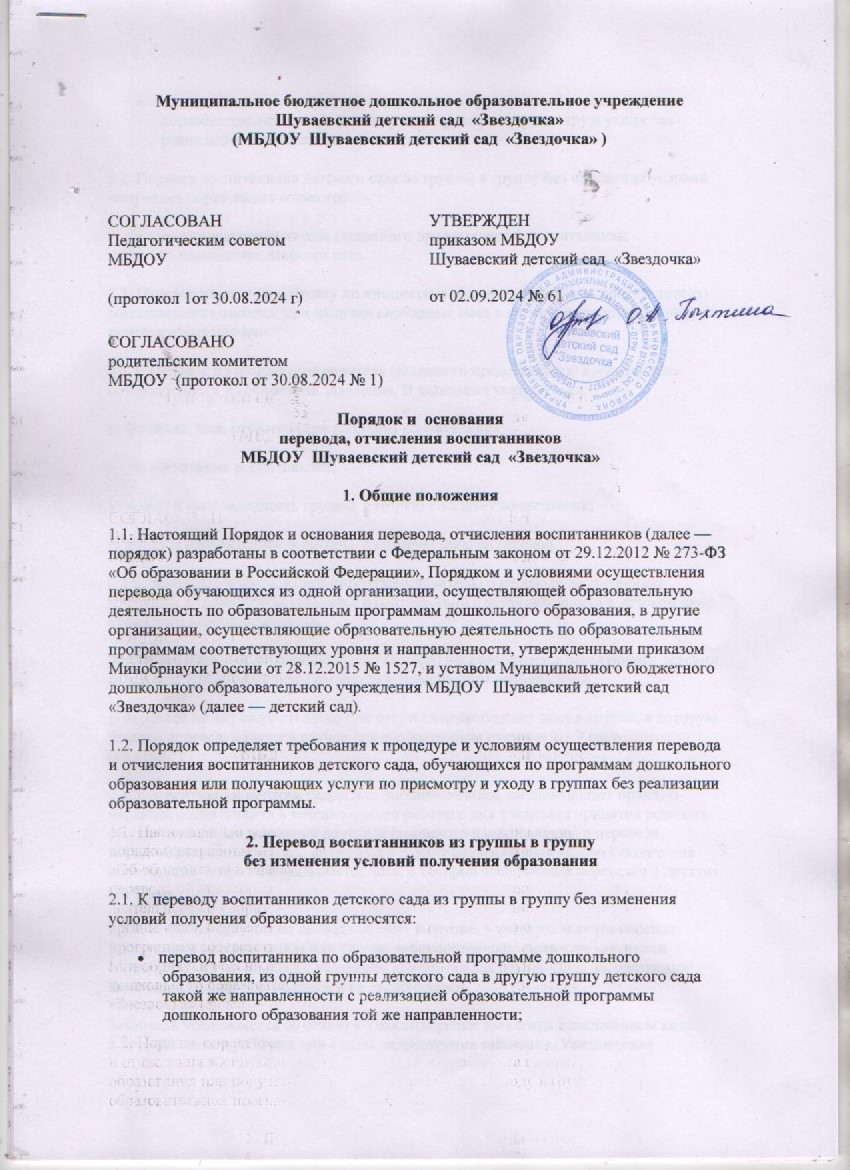 Муниципальное бюджетное дошкольное образовательное учреждение
Шуваевский детский сад «Звездочка»
(МБДОУ Шуваевский детский сад «Звездочка» )
СОГЛАСОВАН
Педагогическим советом
МБДОУ
(протокол 1от 30.08.2024 г)
УТВЕРЖДЕН
приказом МБДОУ
Шуваевский детский сад «Звездочка»
от 02.09.2024 № 61
СОГЛАСОВАНО
родительским комитетом
МБДОУ (протокол от 30.08.2024 № 1)
Порядок и основания
перевода, отчисления воспитанников
МБДОУ Шуваевский детский сад «Звездочка»
1. Общие положения
1.1. Настоящий Порядок и основания перевода, отчисления воспитанников (далее —
порядок) разработаны в соответствии с Федеральным законом от 29.12.2012 № 273-ФЗ
«Об образовании в Российской Федерации», Порядком и условиями осуществления
перевода обучающихся из одной организации, осуществляющей образовательную
деятельность по образовательным программам дошкольного образования, в другие
организации, осуществляющие образовательную деятельность по образовательным
программам соответствующих уровня и направленности, утвержденными приказом
Минобрнауки России от 28.12.2015 № 1527, и уставом Муниципального бюджетного
дошкольного образовательного учреждения МБДОУ Шуваевский детский сад
«Звездочка» (далее — детский сад).
1.2. Порядок определяет требования к процедуре и условиям осуществления перевода
и отчисления воспитанников детского сада, обучающихся по программам дошкольного
образования или получающих услуги по присмотру и уходу в группах без реализации
образовательной программы.
2. Перевод воспитанников из группы в группу
без изменения условий получения образования
2.1. К переводу воспитанников детского сада из группы в группу без изменения
условий получения образования относятся:
• перевод воспитанника по образовательной программе дошкольного
образования, из одной группы детского сада в другую группу детского сада
такой же направленности с реализацией образовательной программы
дошкольного образования той же направленности;